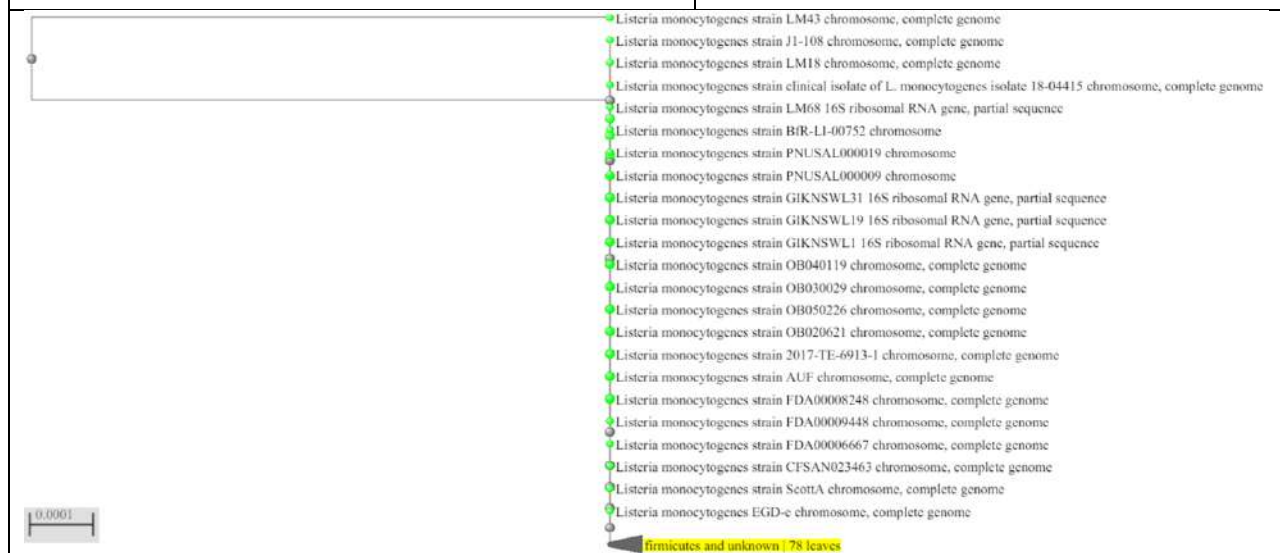 Listeria monocytogenes strain LM43 chromosome, complete genome
Listeria monocytogenes strain J1-108 chromosome, complete genome
Listeria monocytogenes strain LM18 chromosome, complete genome
Listeria monocytogenes strain clinical isolate of L. monocytogenes isolate 18-04415 chromosome, complete genome
Listeria monocytogenes strain LM68 16S ribosomal RNA gene, partial sequence
Listeria monocytogenes strain BfR-LI-00752 chromosome
Listeria monocytogenes strain PNUSAL000019 chromosome
Listeria monocytogenes strain PNUSAL000009 chromosome
Listeria monocytogenes strain GIKNSWL31 16S ribosomal RNA gene, partial sequence
Listeria monocytogenes strain GIKNSWL19 16S ribosomal RNA gene, partial sequence
Listeria monocytogenes strain GIKNSWL1 16S ribosomal RNA gene, partial sequence
Listeria monocytogenes strain OB040119 chromosome, complete genome
Listeria monocytogenes strain OB030029 chromosome, complete genome
Listeria monocytogenes strain OB050226 chromosome, complete genome
Listeria monocytogenes strain OB020621 chromosome, complete genome
Listeria monocytogenes strain 2017-TE-6913-1 chromosome, complete genome
Listeria monocytogenes strain AUF chromosome, complete genome
Listeria monocytogenes strain FDA00008248 chromosome, complete genome
Listeria monocytogenes strain FDA00009448 chromosome, complete genome
Listeria monocytogenes strain FDA00006667 chromosome, complete genome
Listeria monocytogenes strain CFSAN023463 chromosome, complete genome
Listeria monocytogenes strain ScottA chromosome, complete genome
Listeria monocytogenes EGD-e chromosome, complete genome
0.0001
firmicutes and unknown | 78 leaves